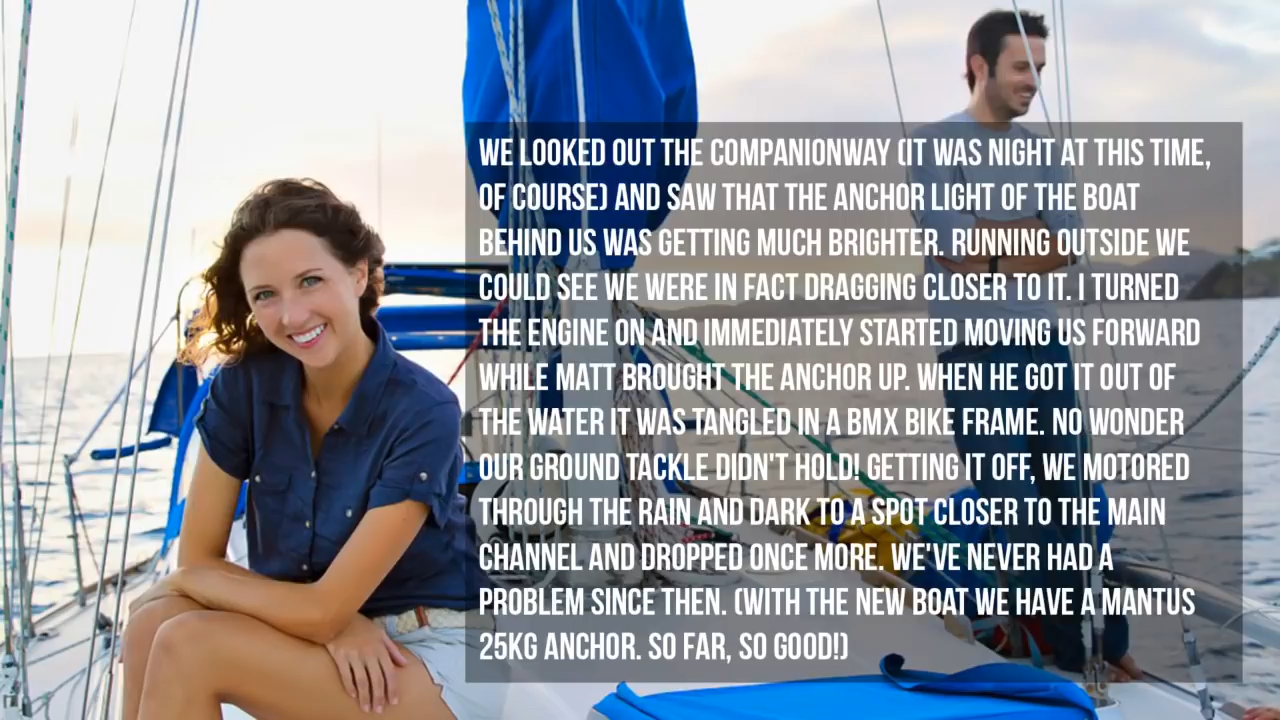 WE LOOKED OUT THE COMPANIONWAY (IT WAS NIGHT AT THIS TIME,
OF COURSE) AND SAW THAT THE ANCHOR LIGHT OF THE BOAT
BEHIND US WAS GETTING MUCH BRIGHTER. RUNNING OUTSIDE WE
COULD SEE WE WERE IN FACT DRAGGING CLOSER TO IT. I TURNED
THE ENGINE ON AND IMMEDIATELY STARTED MOVING US FORWARD
WHILE MATT BROUGHT THE ANCHOR UP. WHEN HE GOT IT OUT OF
THE WATER IT WAS TANGLED IN A BMX BIKE FRAME. NO WONDER
OUR GROUND TACKLE DIDN'T HOLD! GETTING IT OFF, WE MOTORED
THROUGH THE RAIN AND DARK TO A SPOT CLOSER TO THE MAIN
CHANNEL AND DROPPED ONCE MORE. WE'VE NEVER HAD A
PROBLEM SINCE THEN. (WITH THE NEW BOAT WE HAVE A MANTUS
25KG ANCHOR. SO FAR, SO GOOD!)